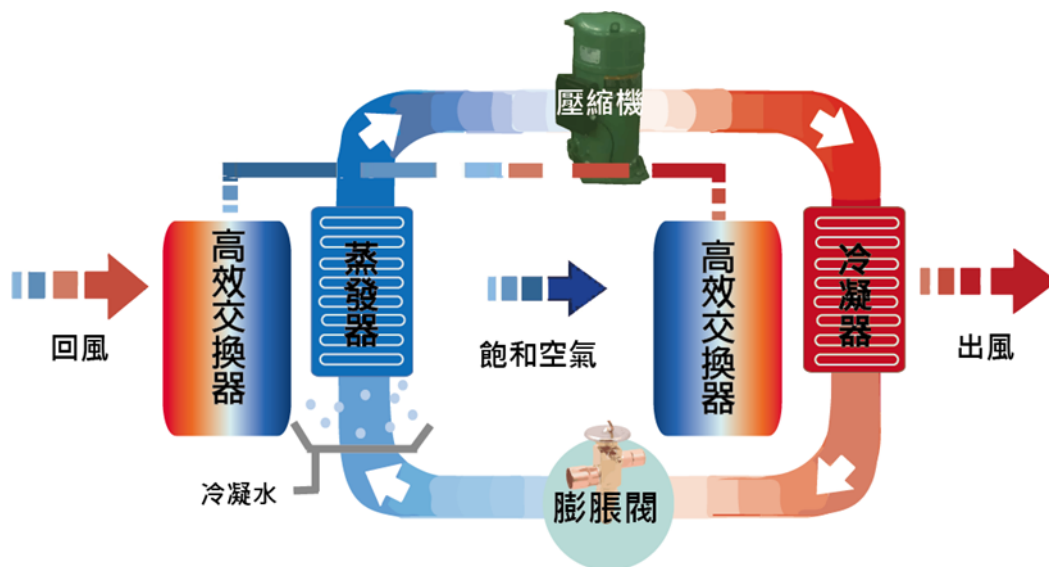 壓縮機
高效交換器
蒸發器
高效交換器
冷凝器
回風
飽和空氣
出風
冷凝水
膨脹閥